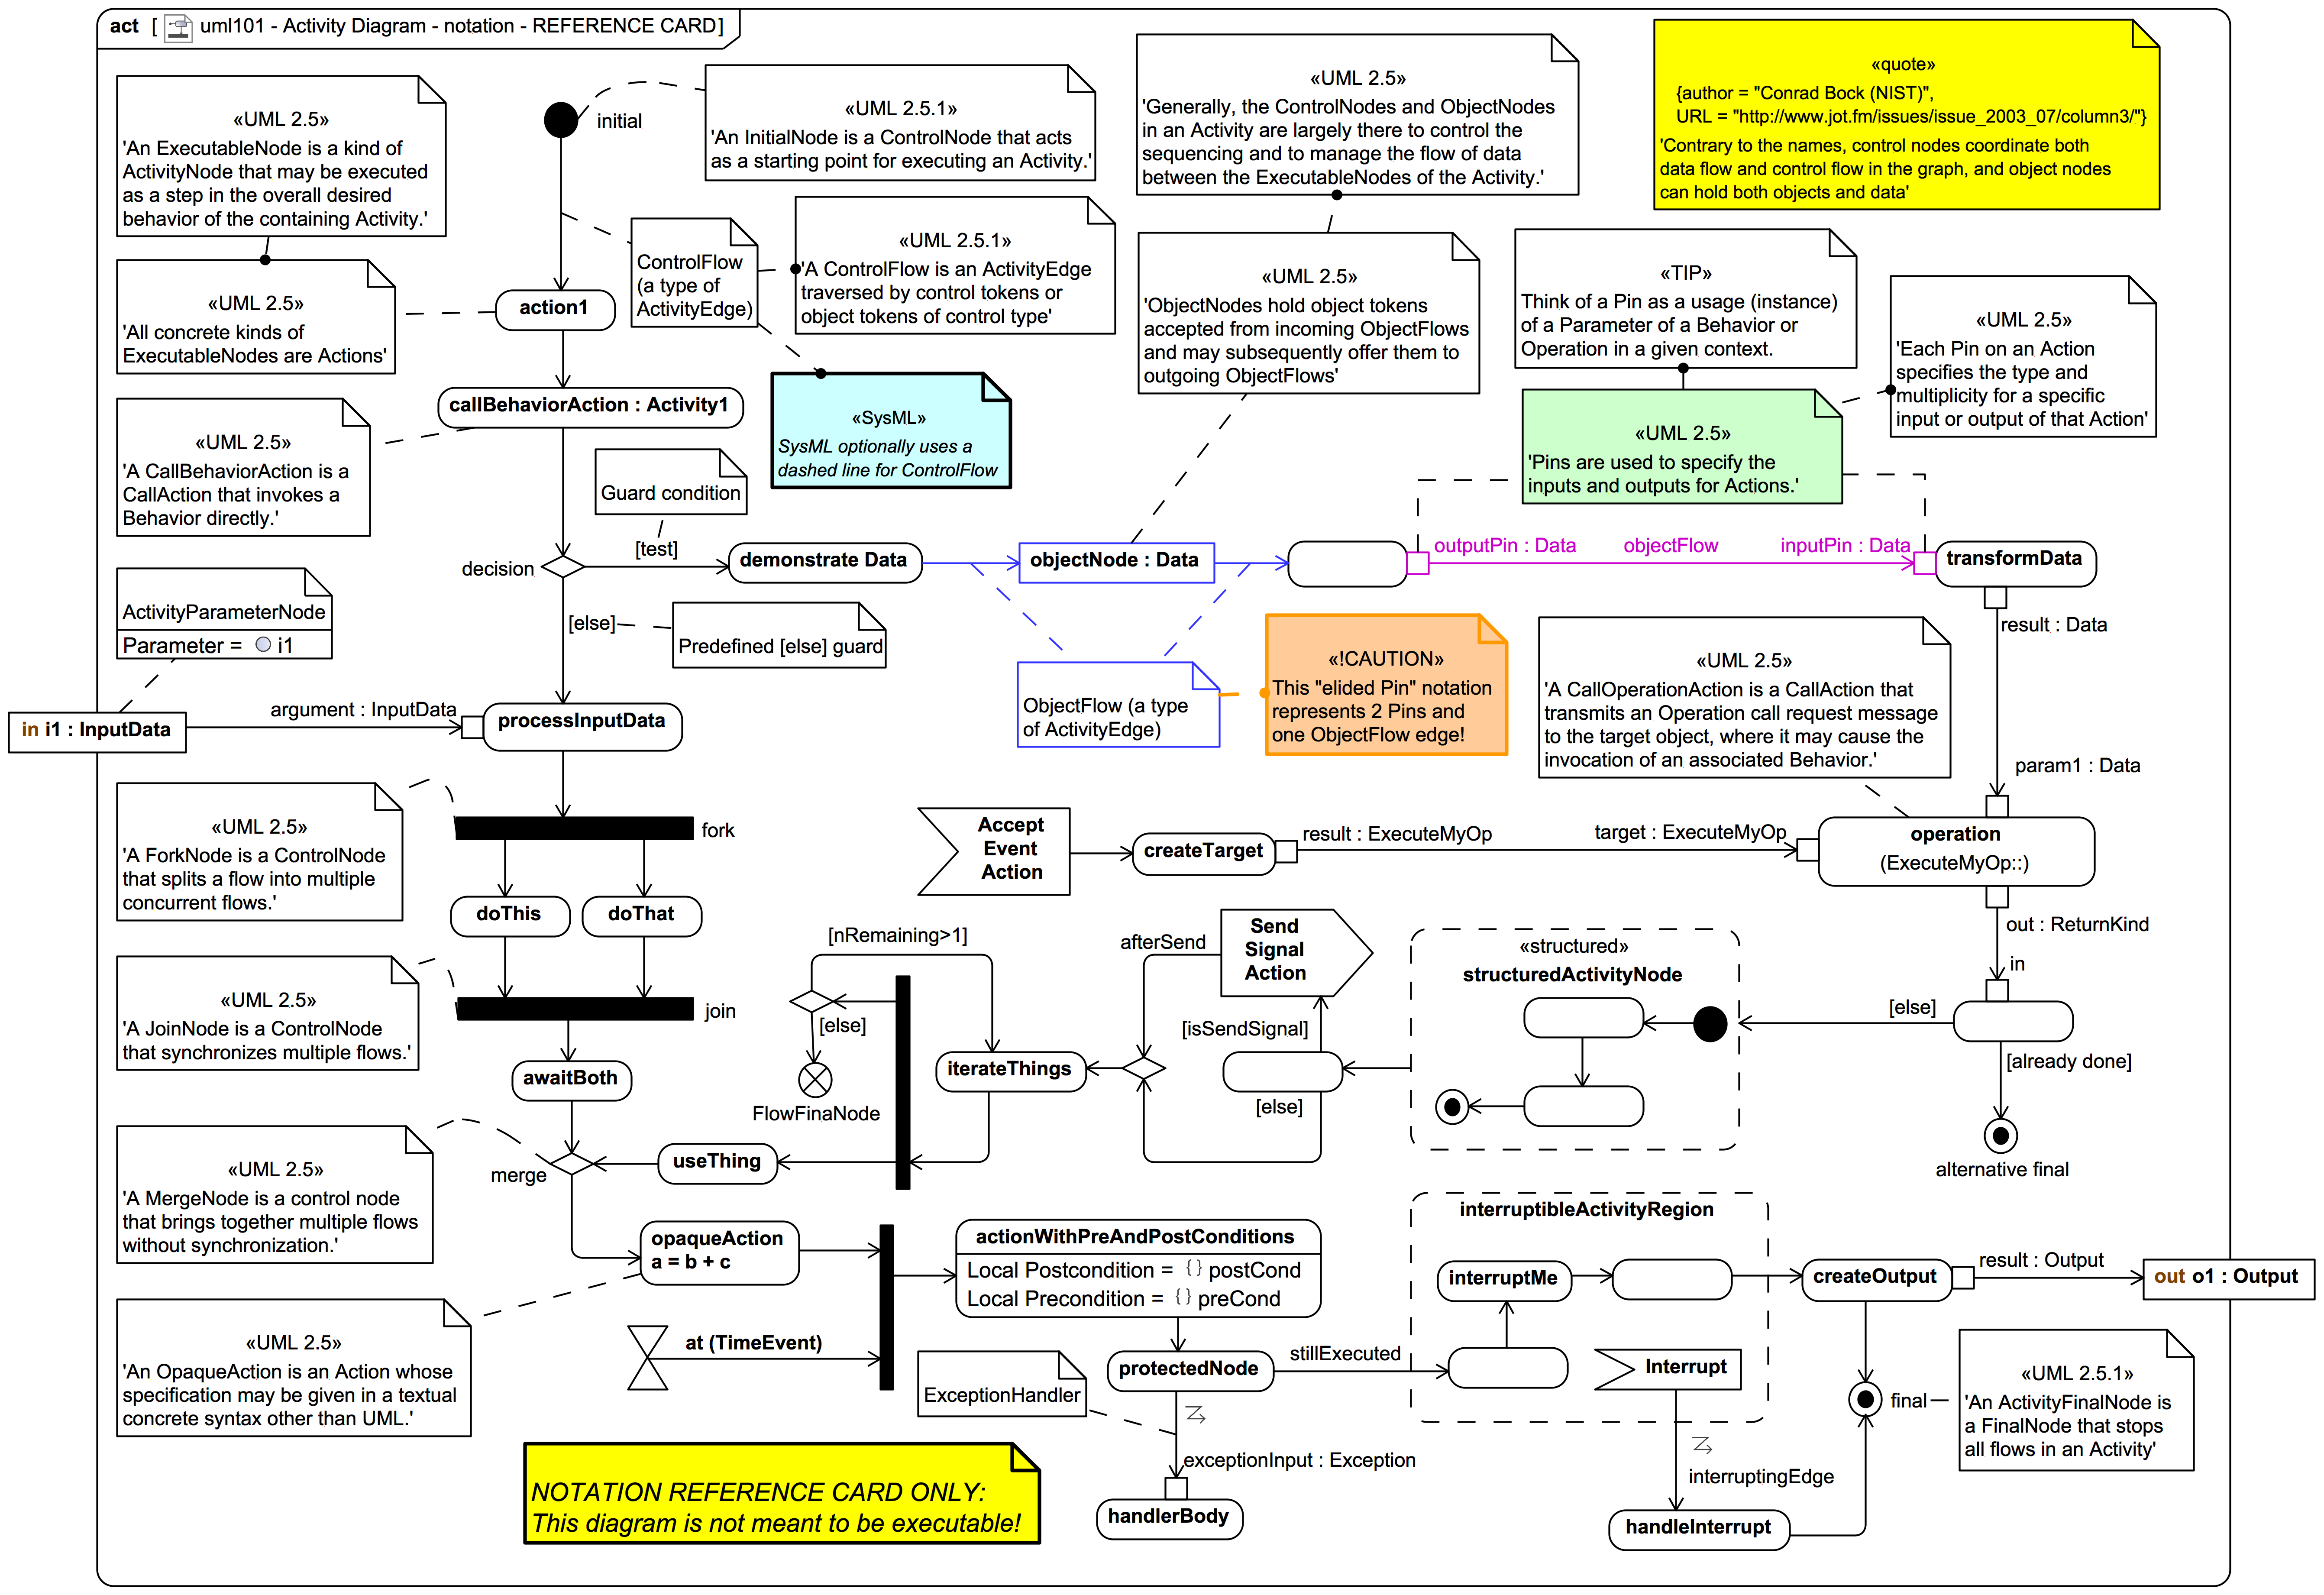 act [ uml101 - Activity Diagram - notation - REFERENCE CARD]
«UML 2.5»
'An ExecutableNode is a kind of
ActivityNode that may be executed
as a step in the overall desired
behavior of the containing Activity.'
initial
«UML 2.5.1»
'An InitialNode is a ControlNode that acts
as a starting point for executing an Activity.'
«UML 2.5»
'Generally, the ControlNodes and ObjectNodes
in an Activity are largely there to control the
sequencing and to manage the flow of data
between the ExecutableNodes of the Activity.'
«quote»
{author = "Conrad Bock (NIST)",
URL = "http://www.jot.fm/issues/issue_2003_07/column3/"}
'Contrary to the names, control nodes coordinate both
data flow and control flow in the graph, and object nodes
can hold both objects and data'
«UML 2.5»
'All concrete kinds of
ExecutableNodes are Actions'
action1
ControlFlow
(a type of
ActivityEdge)
«UML 2.5.1»
'A ControlFlow is an ActivityEdge
traversed by control tokens or
object tokens of control type'
«UML 2.5»
'ObjectNodes hold object tokens
accepted from incoming ObjectFlows
and may subsequently offer them to
outgoing ObjectFlows'
«TIP»
Think of a Pin as a usage (instance)
of a Parameter of a Behavior or
Operation in a given context.
«UML 2.5»
'Each Pin on an Action
specifies the type and
multiplicity for a specific
input or output of that Action'
«UML 2.5»
'A CallBehaviorAction is a
CallAction that invokes a
Behavior directly.'
callBehaviorAction : Activity1
«SysML»
SysML optionally uses a
dashed line for ControlFlow
«UML 2.5»
'Pins are used to specify the
inputs and outputs for Actions.'
Guard condition
decision
[test]
demonstrate Data
objectNode : Data
outputPin : Data
objectFlow
inputPin : Data
transformData
ActivityParameterNode
Parameter = i1
[else]
Predefined [else] guard
result : Data
ObjectFlow (a type
of ActivityEdge)
«!CAUTION»
This "elided Pin" notation
represents 2 Pins and
one ObjectFlow edge!
«UML 2.5»
'A CallOperationAction is a CallAction that
transmits an Operation call request message
to the target object, where it may cause the
invocation of an associated Behavior.'
in i1 : InputData
argument : InputData
processInputData
param1 : Data
«UML 2.5»
'A ForkNode is a ControlNode
that splits a flow into multiple
concurrent flows.'
fork
Accept
Event
Action
createTarget
result : ExecuteMyOp
target : ExecuteMyOp
operation
(ExecuteMyOp::)
doThis
doThat
[nRemaining>1]
afterSend
Send
Signal
Action
«structured»
structuredActivityNode
out : ReturnKind
in
«UML 2.5»
'A JoinNode is a ControlNode
that synchronizes multiple flows.'
join
[else]
[isSendSignal]
[else]
awaitBoth
iterateThings
[already done]
FlowFinaNode
[else]
«UML 2.5»
'A MergeNode is a control node
that brings together multiple flows
without synchronization.'
merge
useThing
alternative final
opaqueAction
a = b + c
actionWithPreAndPostConditions
Local Postcondition = {} postCond
Local Precondition = {} preCond
interruptibleActivityRegion
interruptMe
createOutput
result : Output
out o1 : Output
«UML 2.5»
'An OpaqueAction is an Action whose
specification may be given in a textual
concrete syntax other than UML.'
at (TimeEvent)
ExceptionHandler
protectedNode
stillExecuted
Interrupt
final
«UML 2.5.1»
'An ActivityFinalNode is
a FinalNode that stops
all flows in an Activity'
exceptionInput : Exception
interruptingEdge
NOTATION REFERENCE CARD ONLY:
This diagram is not meant to be executable!
handlerBody
handleInterrupt